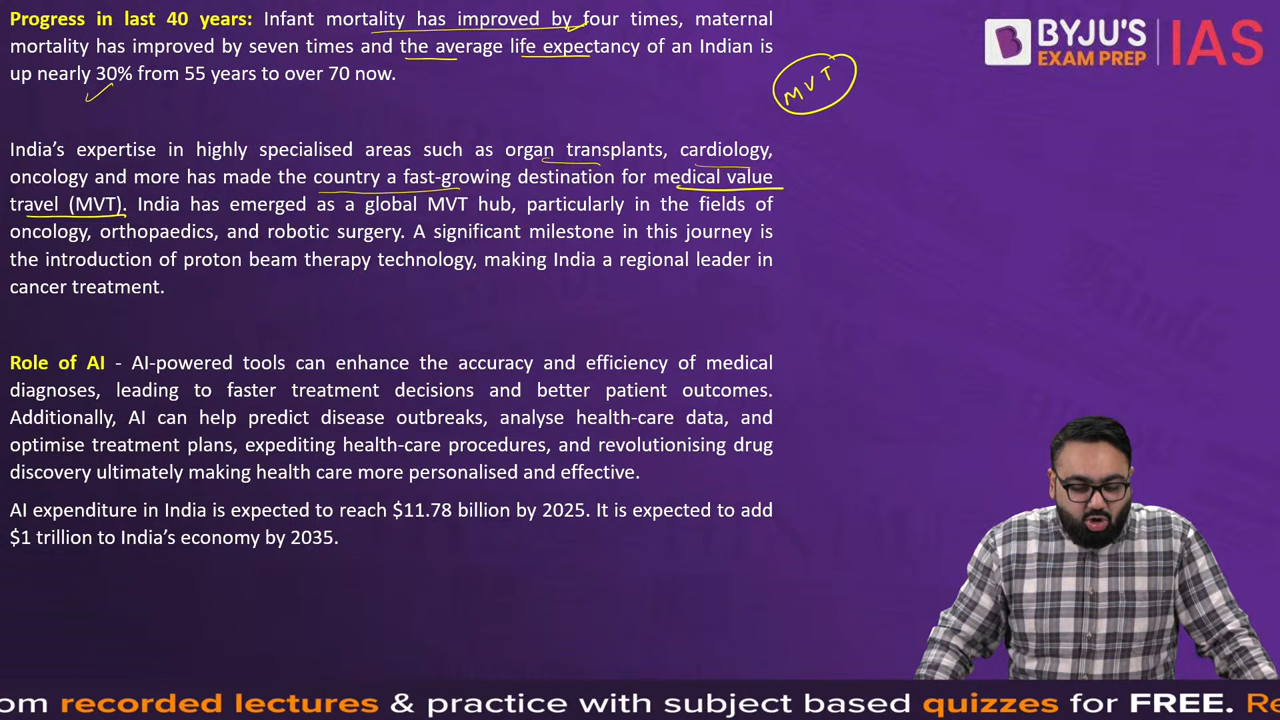 Progress in last 40 years: Infant mortality has improved by four times, maternal
mortality has improved by seven times and the average life expectancy of an Indian is
up nearly 30% from 55 years to over 70 now.
BYJU'S
EXAM PREP
IAS
MVT
India's expertise in highly specialised areas such as organ transplants, cardiology,
oncology and more has made the country a fast-growing destination for medical value
travel (MVT). India has emerged as a global MVT hub, particularly in the fields of
oncology, orthopaedics, and robotic surgery. A significant milestone in this journey is
the introduction of proton beam therapy technology, making India a regional leader in
cancer treatment.
Role of AI - AI-powered tools can enhance the accuracy and efficiency of medical
diagnoses, leading to faster treatment decisions and better patient outcomes.
Additionally, AI can help predict disease outbreaks, analyse health-care data, and
optimise treatment plans, expediting health-care procedures, and revolutionising drug
discovery ultimately making health care more personalised and effective.
AI expenditure in India is expected to reach $11.78 billion by 2025. It is expected to add
$1 trillion to India's economy by 2035.
om recorded lectures & practice with subject based quizzes for FREE. Re